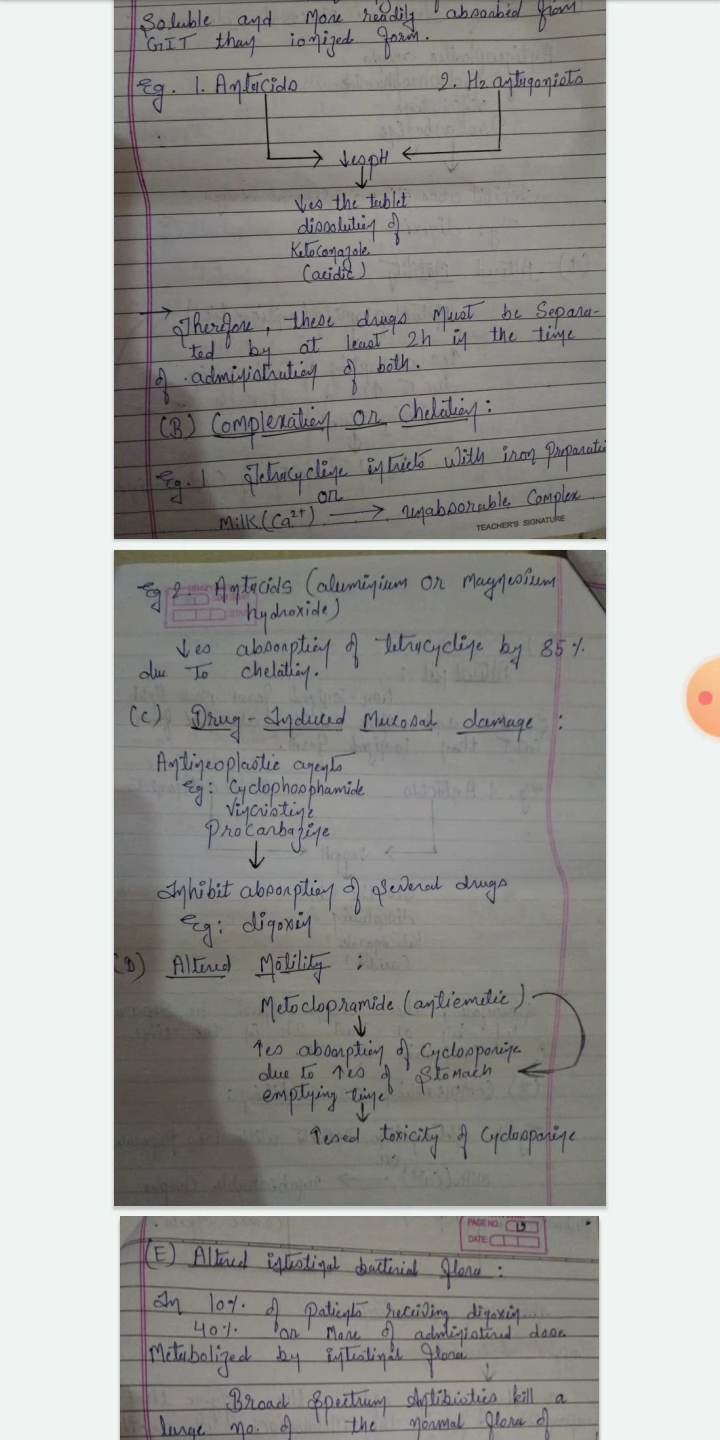 Soluble and More readily absorbed from
GIT than ionized form.
Eg. 1. Antacids 2. H2 antagonists
↓es pH
↓es the tablet
dissolution of
Ketoconazole
(acidic)
→ Therefore, these drugs Must be Separa-
ted by at least 2h in the time
of administration of both.
(B) Complexation or Chelation:
Eg. 1 Tetracycline intrects with iron Preparati
or
Milk (Ca²⁺) → unabsorable Complex
TEACHER'S SIGNATURE
Eg 2. Antacids (aluminium or Magnesium
hydroxide)
↓es absorption of tetracycline by 85%
due To chelation.
(C) Drug-Induced Mucosal damage:
Antineoplastic agents
Eg: Cyclophosphamide
Vincristine
Procarbazine
↓
Inhibit absorption of Several drugs
Eg: digoxin
(D) Altered Motility:
Metoclopramide (antiemetic)
↓
↑es absorption of Cyclosporine
due to ↑es of Stomach
emptying time
↓
↑esed toxicity of Cyclosporine
PAGE NO.: 19
DATE:
(E) Altered intestinal bacterial flora:
In 10% of patients receiving digoxin....
40% or More of administered dose
Metabolized by intestinal flora
Broad Spectrum Antibiotics kill a
large no. of the normal flora of